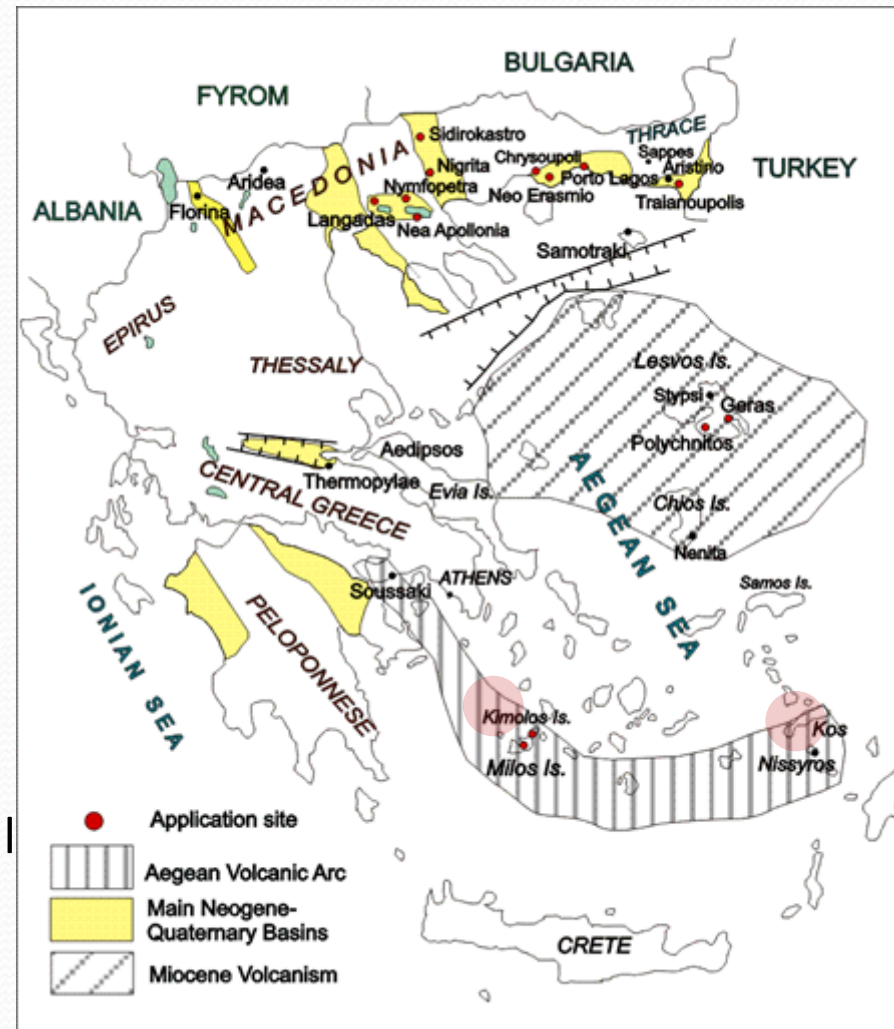 BULGARIA
FYROM
THRACE
Sidirokastro
Sappes
Chrysoupoli
Aristino
TURKEY
MACEDONIA
Aridea
Nigrita
Porto Lagos
Nymfopetra
Neo Erasmio
Traianoupolis
ALBANIA
Florina
Langadas
Nea Apollonia
Samotraki
EPIRUS
THESSALY
Lesvos Is.
Stypsi
Geras
Polychnitos
Aedipsos
Thermopylae
Evia Is.
CENTRAL GREECE
AEGEAN SEA
Chios Is.
Nenita
ATHENS
Soussaki
Samos Is.
IONIAN SEA
PELOPONNESE
Kimolos Is.
Milos Is.
Kos
Nissyros
Application site
Aegean Volcanic Arc
Main Neogene-
Quaternary Basins
Miocene Volcanism
CRETE